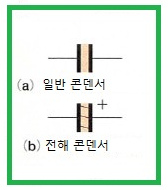 (a) 일반 콘덴서
+
(b) 전해 콘덴서